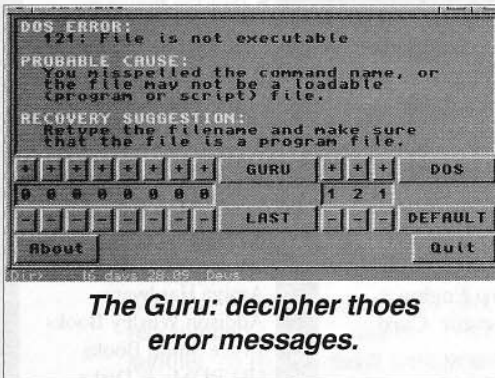 DOS ERROR:
121: File is not executable
PROBABLE CAUSE:
You misspelled the command name, or
the file may not be a loadable
(program or script) file.
RECOVERY SUGGESTION:
Retype the filename and make sure
that the file is a program file.
+ + + + + + + + GURU + + + DOS
0 0 0 0 0 0 0 0 1 2 1
- - - - - - - - LAST - - - DEFAULT
About Quit
16 days 28.05
The Guru: decipher thoes
error messages.